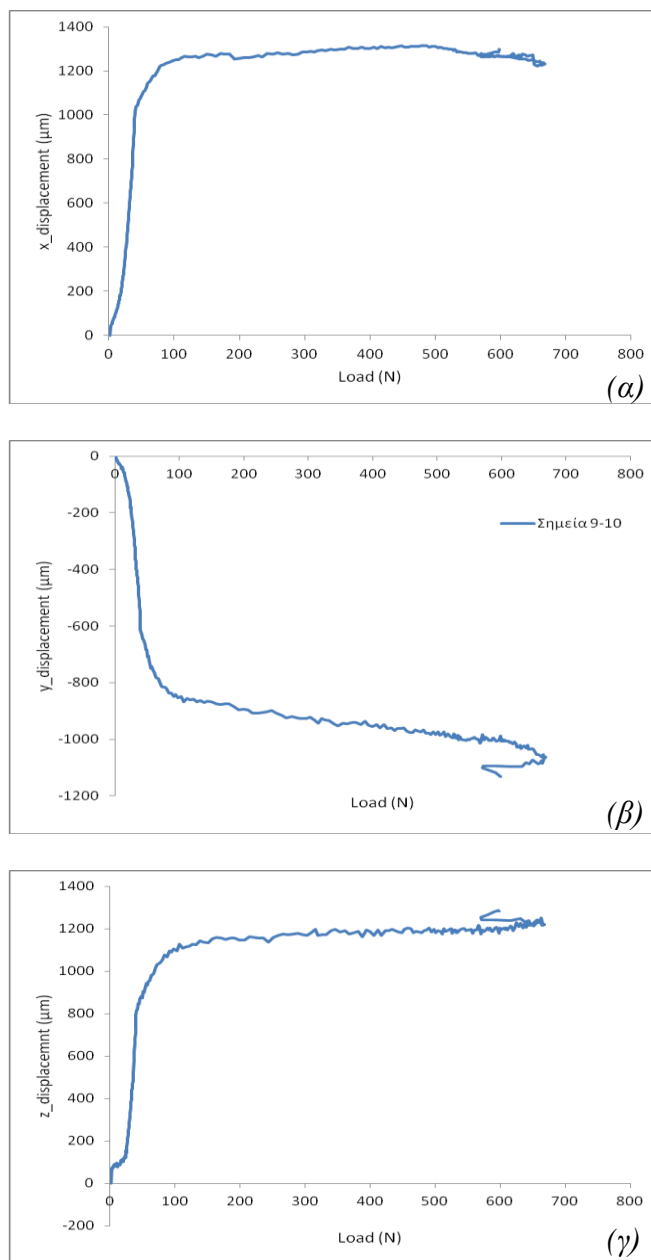 1400
1200
1000
800
600
400
200
0
x_displacement (μm)
0 100 200 300 400 500 600 700 800
Load (N)
(α)
0
-200
-400
-600
-800
-1000
-1200
y_displacement (μm)
0 100 200 300 400 500 600 700 800
Σημεία 9-10
Load (N)
(β)
1400
1200
1000
800
600
400
200
0
-200
z_displacemnt (μm)
0 100 200 300 400 500 600 700 800
Load (N)
(γ)